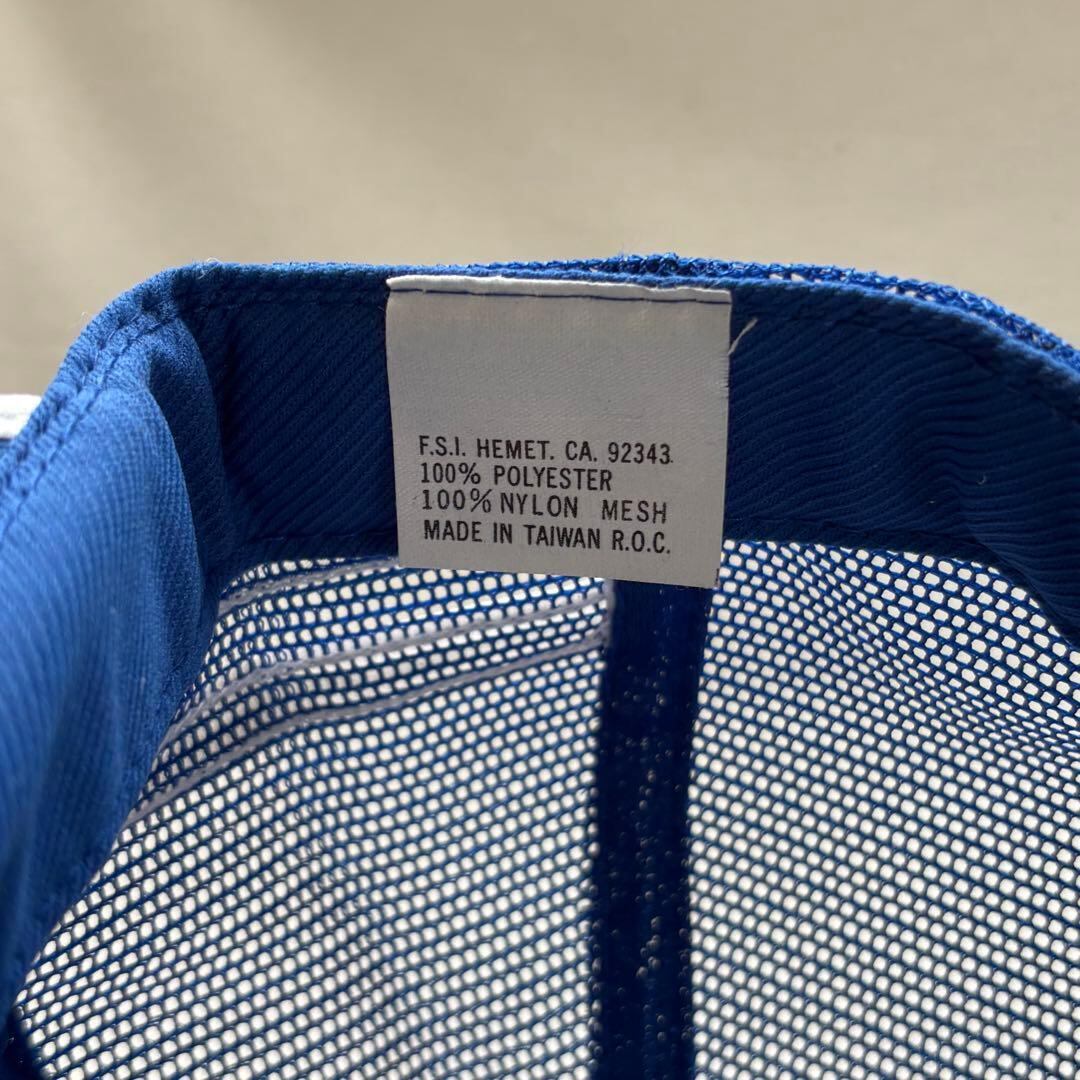 F.S.I. HEMET. CA. 92343
100% POLYESTER
100% NYLON MESH
MADE IN TAIWAN R.O.C.